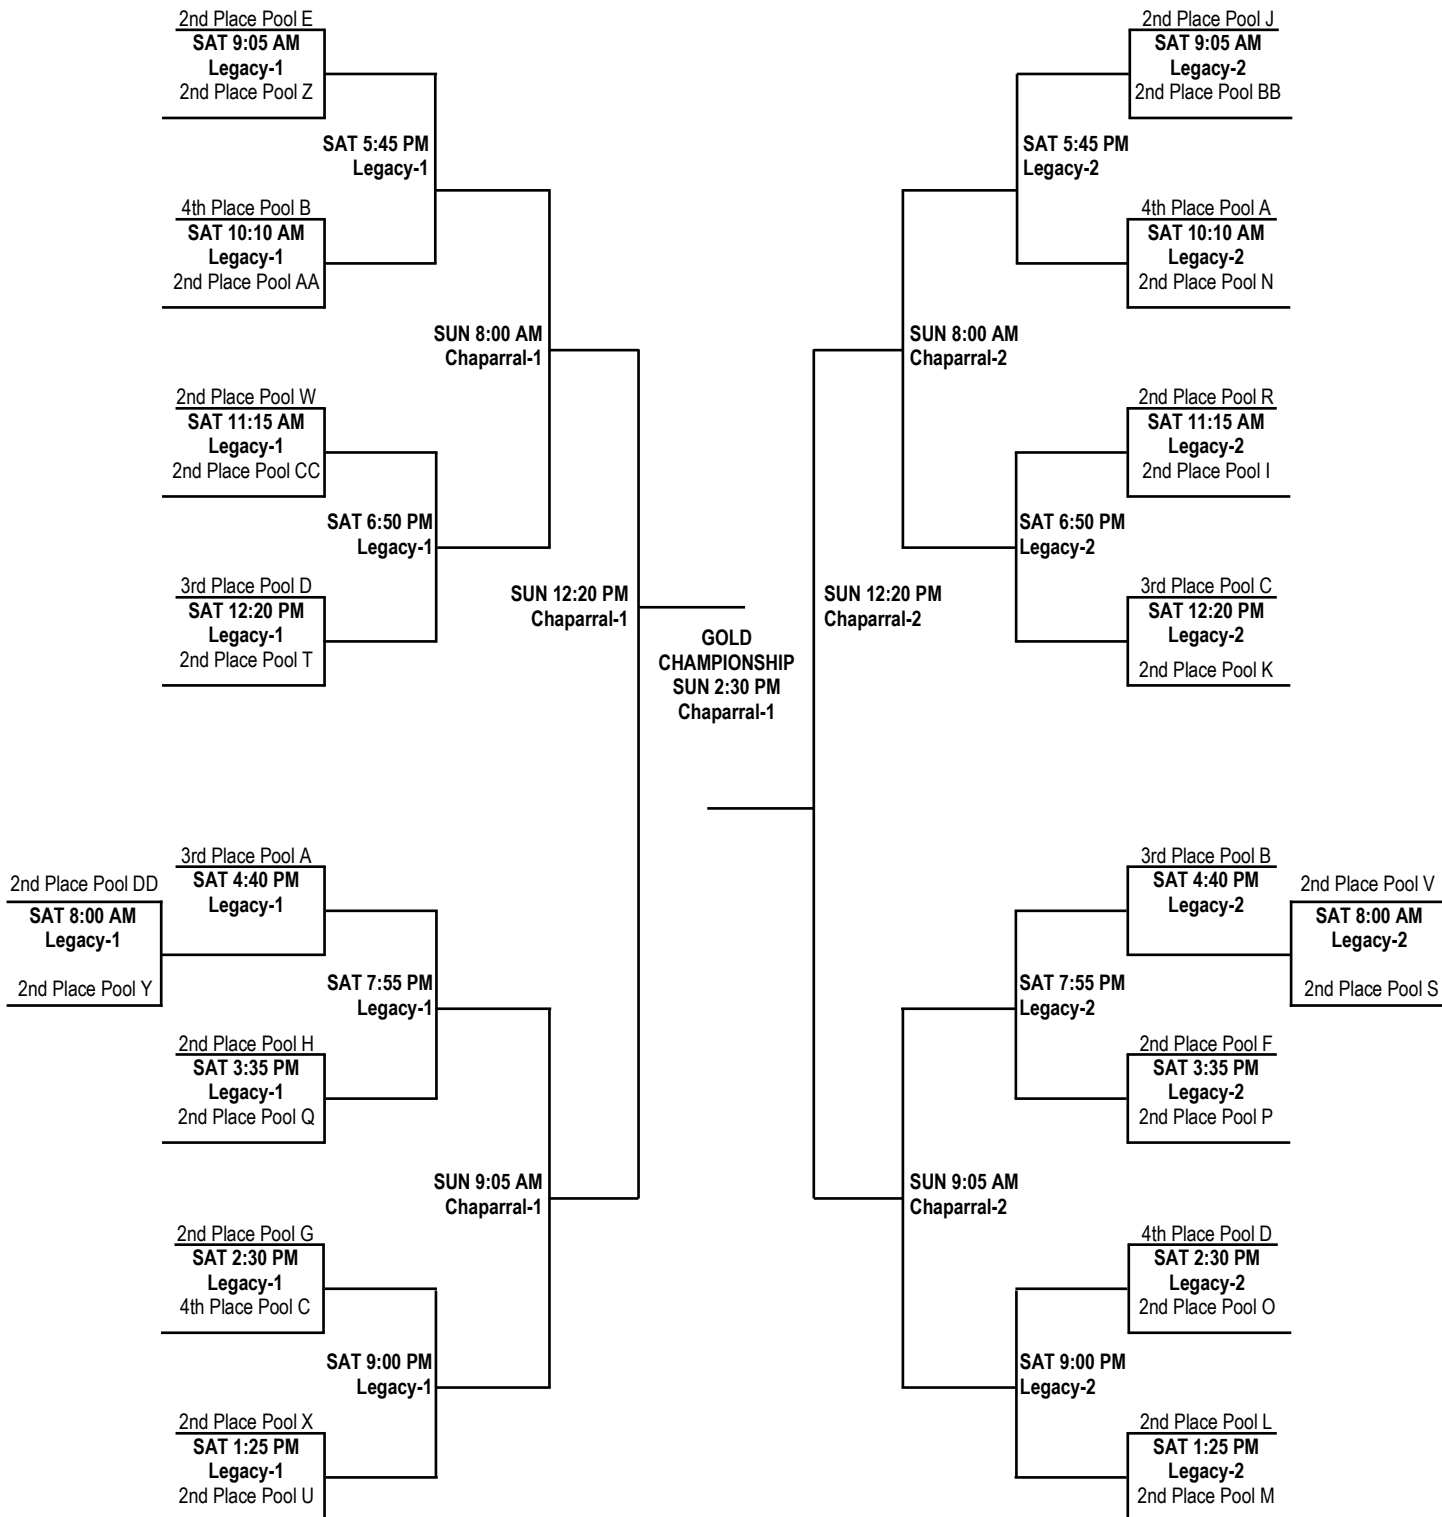 2nd Place Pool E
SAT 9:05 AM
Legacy-1
2nd Place Pool Z
SAT 5:45 PM
Legacy-1
4th Place Pool B
SAT 10:10 AM
Legacy-1
2nd Place Pool AA
SUN 8:00 AM
Chaparral-1
2nd Place Pool W
SAT 11:15 AM
Legacy-1
2nd Place Pool CC
SAT 6:50 PM
Legacy-1
3rd Place Pool D
SAT 12:20 PM
Legacy-1
2nd Place Pool T
SUN 12:20 PM
Chaparral-1
3rd Place Pool A
SAT 4:40 PM
Legacy-1
2nd Place Pool DD
SAT 8:00 AM
Legacy-1
2nd Place Pool Y
SAT 7:55 PM
Legacy-1
2nd Place Pool H
SAT 3:35 PM
Legacy-1
2nd Place Pool Q
SUN 9:05 AM
Chaparral-1
2nd Place Pool G
SAT 2:30 PM
Legacy-1
4th Place Pool C
SAT 9:00 PM
Legacy-1
2nd Place Pool X
SAT 1:25 PM
Legacy-1
2nd Place Pool U
GOLD
CHAMPIONSHIP
SUN 2:30 PM
Chaparral-1
2nd Place Pool J
SAT 9:05 AM
Legacy-2
2nd Place Pool BB
SAT 5:45 PM
Legacy-2
4th Place Pool A
SAT 10:10 AM
Legacy-2
2nd Place Pool N
SUN 8:00 AM
Chaparral-2
2nd Place Pool R
SAT 11:15 AM
Legacy-2
2nd Place Pool I
SAT 6:50 PM
Legacy-2
3rd Place Pool C
SAT 12:20 PM
Legacy-2
2nd Place Pool K
SUN 12:20 PM
Chaparral-2
3rd Place Pool B
SAT 4:40 PM
Legacy-2
2nd Place Pool V
SAT 8:00 AM
Legacy-2
2nd Place Pool S
SAT 7:55 PM
Legacy-2
2nd Place Pool F
SAT 3:35 PM
Legacy-2
2nd Place Pool P
SUN 9:05 AM
Chaparral-2
4th Place Pool D
SAT 2:30 PM
Legacy-2
2nd Place Pool O
SAT 9:00 PM
Legacy-2
2nd Place Pool L
SAT 1:25 PM
Legacy-2
2nd Place Pool M